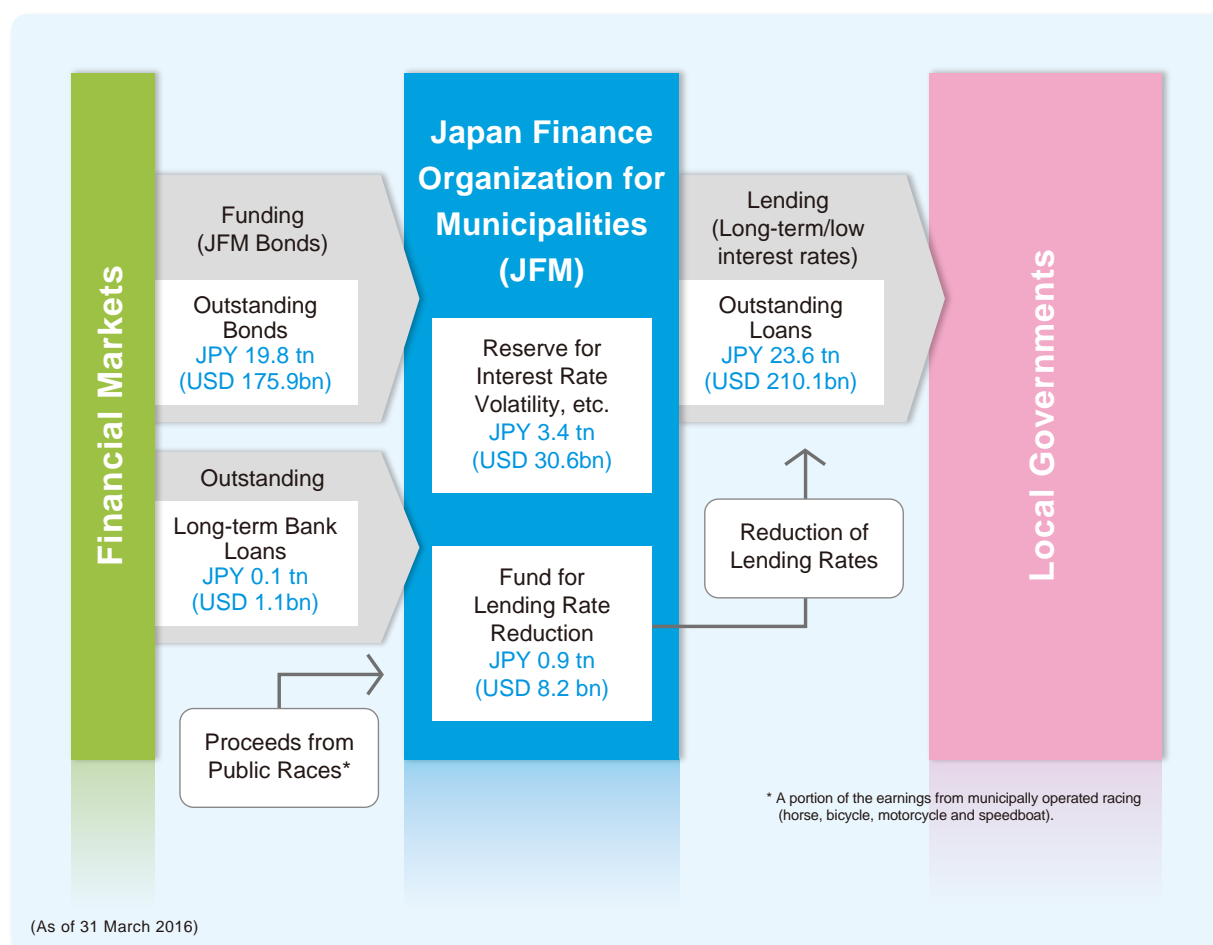 Financial Markets
Funding
(JFM Bonds)
Outstanding
Bonds
JPY 19.8 tn
(USD 175.9bn)
Outstanding
Long-term Bank
Loans
JPY 0.1 tn
(USD 1.1bn)
Proceeds from
Public Races*
Japan Finance
Organization for
Municipalities
(JFM)
Reserve for
Interest Rate
Volatility, etc.
JPY 3.4 tn
(USD 30.6bn)
Fund for
Lending Rate
Reduction
JPY 0.9 tn
(USD 8.2 bn)
Lending
(Long-term/low
interest rates)
Outstanding
Loans
JPY 23.6 tn
(USD 210.1bn)
Reduction of
Lending Rates
Local Governments
* A portion of the earnings from municipally operated racing
(horse, bicycle, motorcycle and speedboat).
(As of 31 March 2016)